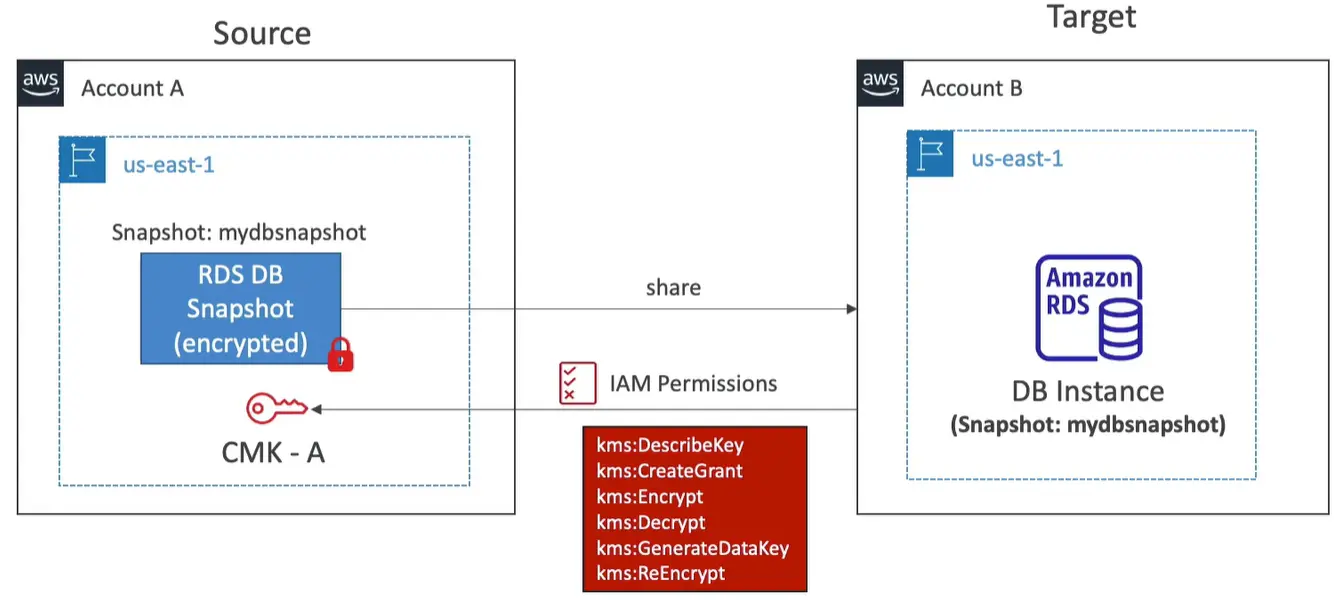 Source
Target
aws
Account A
aws
Account B
us-east-1
us-east-1
Snapshot: mydbsnapshot
RDS DB
Snapshot
(encrypted)
share
Amazon
RDS
IAM Permissions
DB Instance
(Snapshot: mydbsnapshot)
CMK - A
kms:DescribeKey
kms:CreateGrant
kms:Encrypt
kms:Decrypt
kms:GenerateDataKey
kms:ReEncrypt